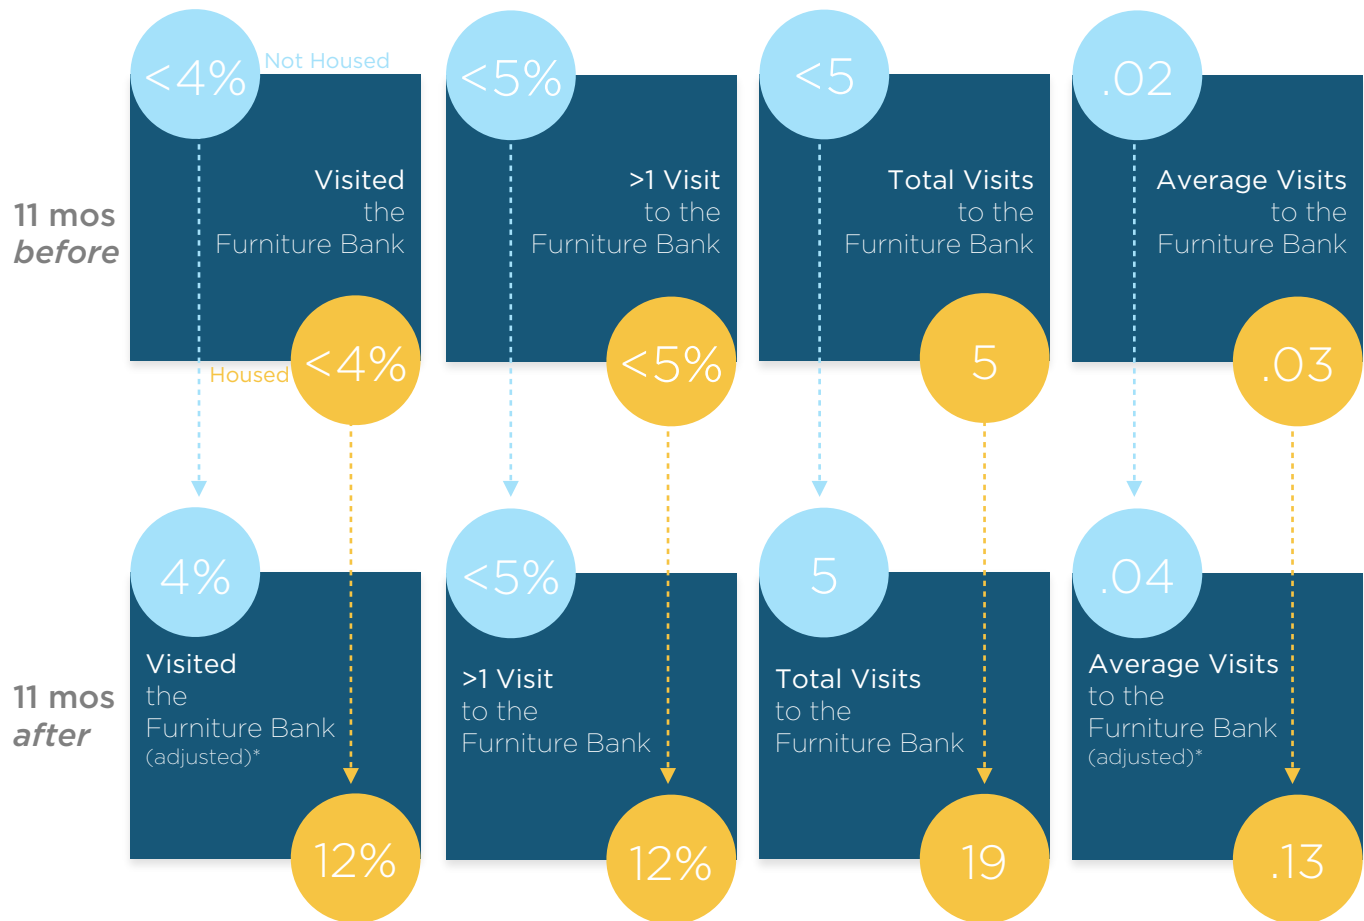 <4%
Not Housed
<5%
<5
.02
11 mos
before
Visited
the
Furniture Bank
>1 Visit
to the
Furniture Bank
Total Visits
to the
Furniture Bank
Average Visits
to the
Furniture Bank
Housed
<4%
<5%
5
.03
4%
<5%
5
.04
11 mos
after
Visited
the
Furniture Bank
(adjusted)*
>1 Visit
to the
Furniture Bank
Total Visits
to the
Furniture Bank
Average Visits
to the
Furniture Bank
(adjusted)*
12%
12%
19
.13